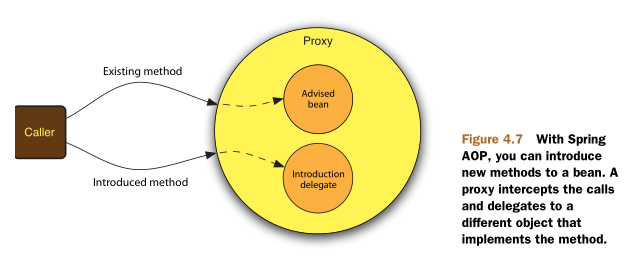 Proxy
Existing method
Advised
bean
Caller
Introduction
delegate
Introduced method
Figure 4.7 With Spring
AOP, you can introduce
new methods to a bean. A
proxy intercepts the calls
and delegates to a
different object that
implements the method.